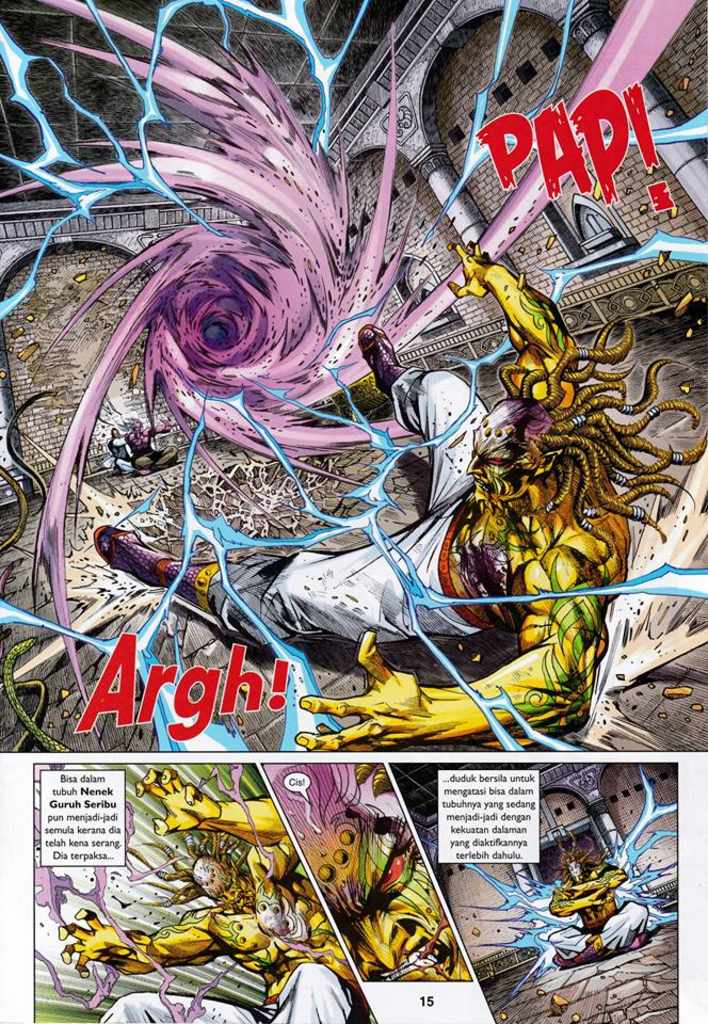 PAP!
Argh!
Bisa dalam
tubuh Nenek
Guruh Seribu
pun menjadi-jadi
semula kerana dia
telah kena serang.
Dia terpaksa...
Cis!
...duduk bersila untuk
mengatasi bisa dalam
tubuhnya yang sedang
menjadi-jadi dengan
kekuatan dalaman
yang diaktifkannya
terlebih dahulu.
15